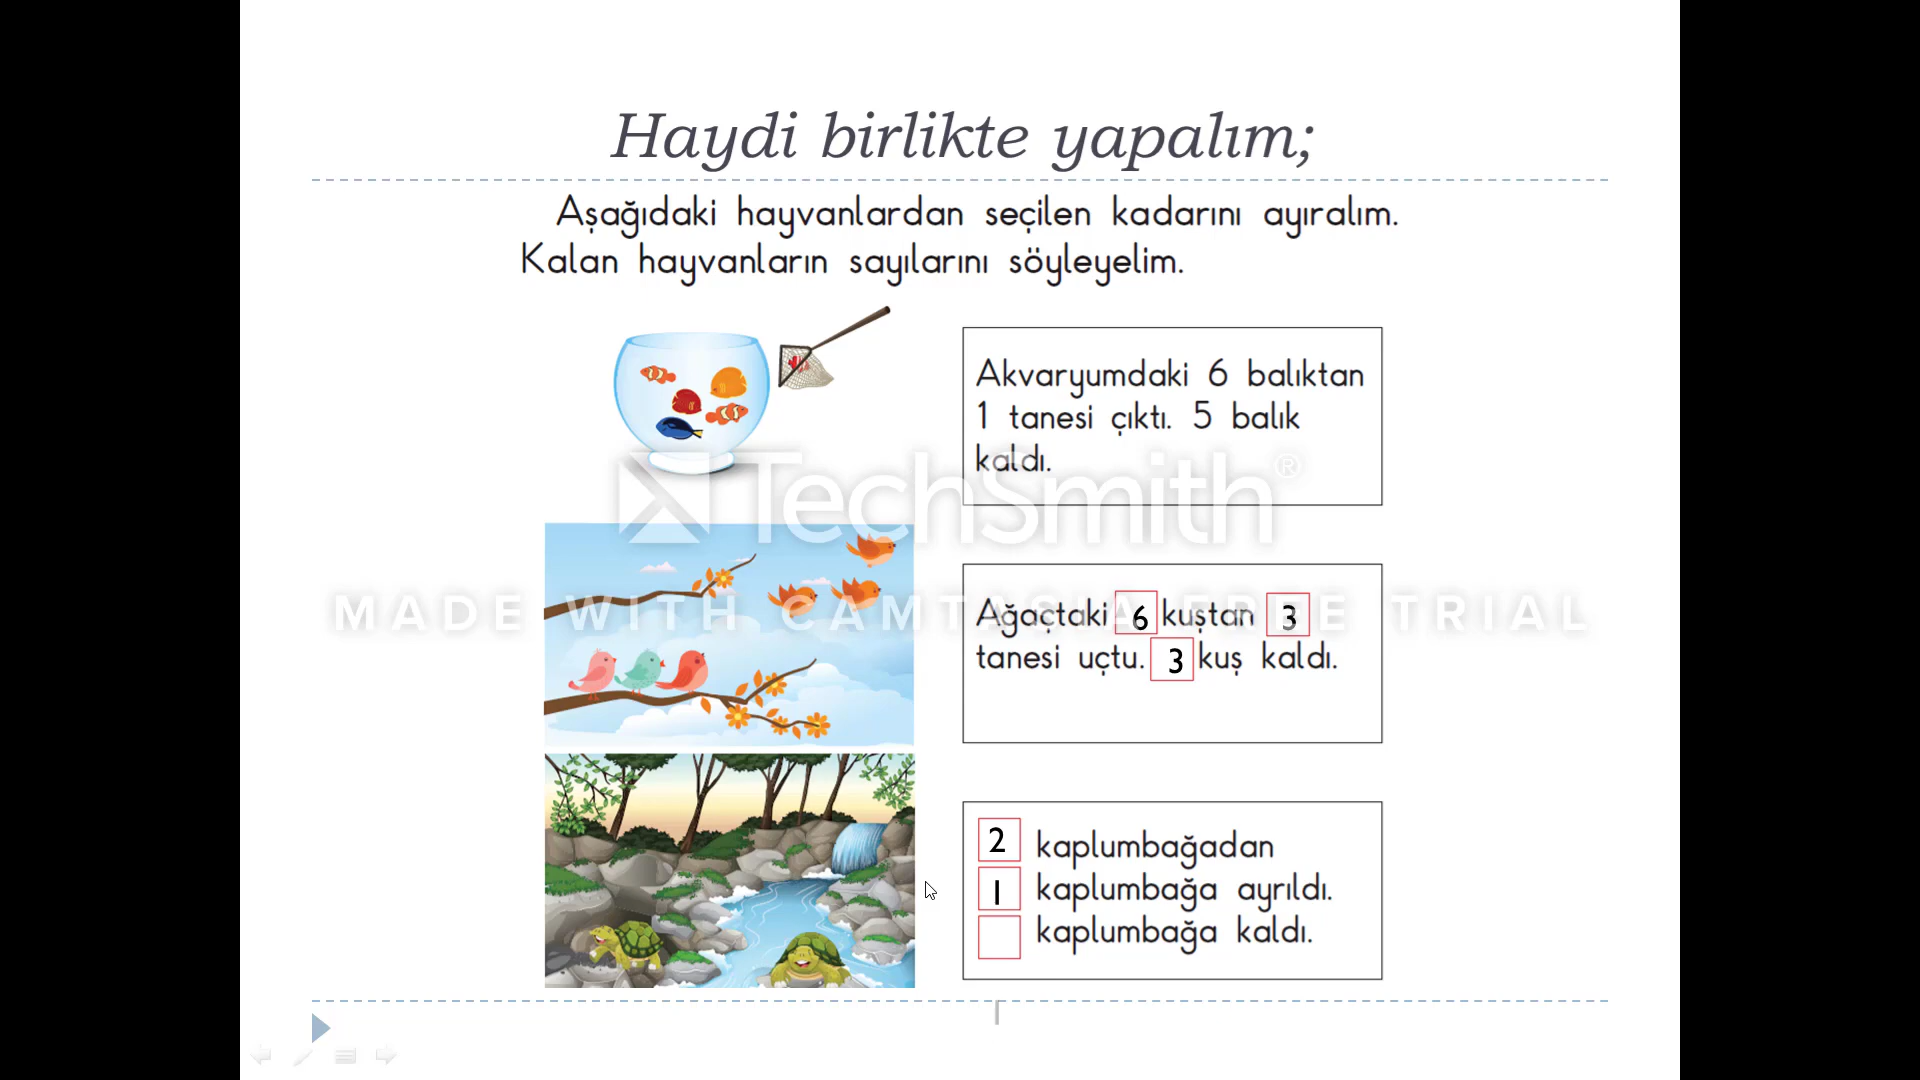 Haydi birlikte yapalım;
Aşağıdaki hayvanlardan seçilen kadarını ayıralım.
Kalan hayvanların sayılarını söyleyelim.
Akvaryumdaki 6 balıktan
1 tanesi çıktı. 5 balık
kaldı.
TechSmith®
MADE WITH CAMTASIA FREE TRIAL
Ağaçtaki 6 kuştan 3
tanesi uçtu. 3 kuş kaldı.
2 kaplumbağadan
1 kaplumbağa ayrıldı.
kaplumbağa kaldı.